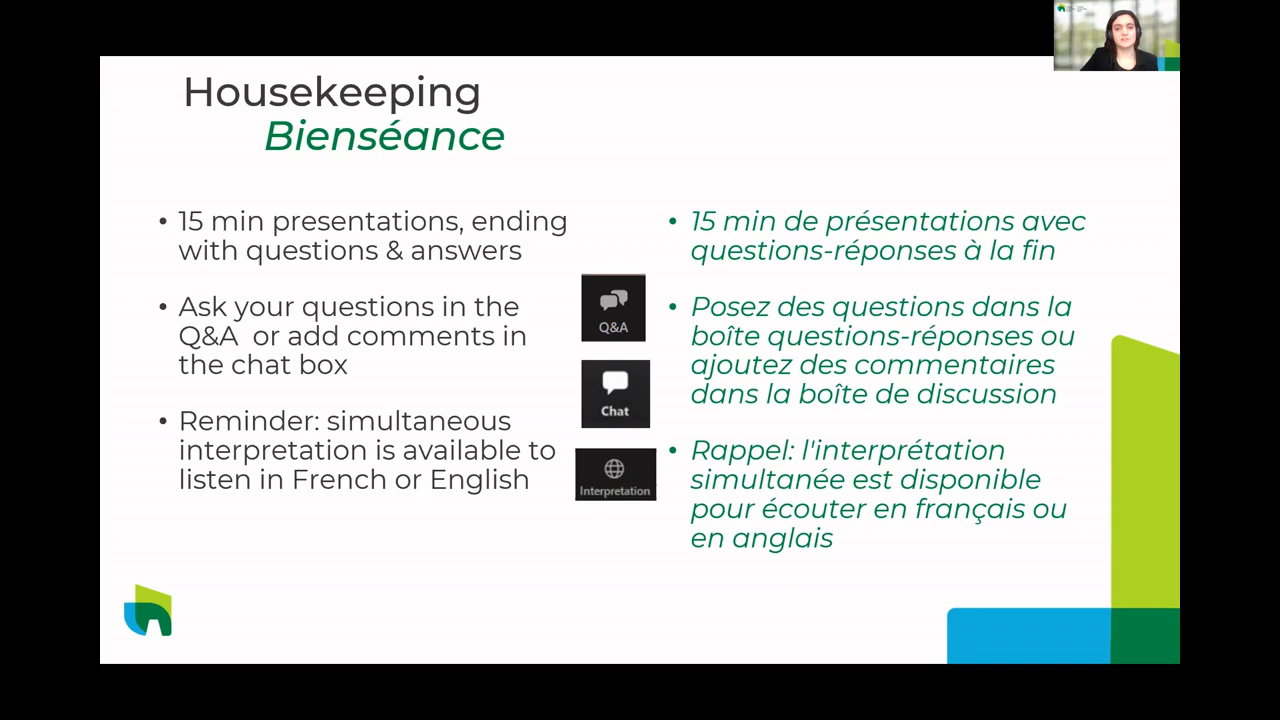 Housekeeping
Bienséance
• 15 min presentations, ending
with questions & answers
• Ask your questions in the
Q&A or add comments in
the chat box
• Reminder: simultaneous
interpretation is available to
listen in French or English
Q&A
Chat
Interpretation
• 15 min de présentations avec
questions-réponses à la fin
• Posez des questions dans la
boîte questions-réponses ou
ajoutez des commentaires
dans la boîte de discussion
• Rappel: l'interprétation
simultanée est disponible
pour écouter en français ou
en anglais